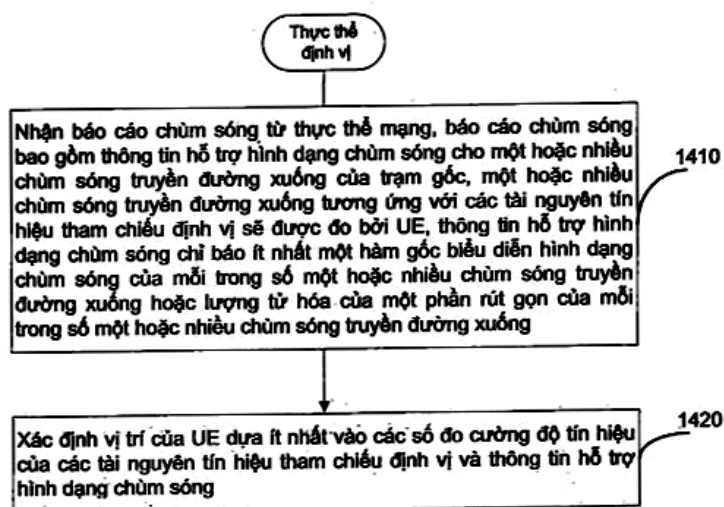 Thực thể
định vị
Nhận báo cáo chùm sóng từ thực thể mạng, báo cáo chùm sóng
bao gồm thông tin hỗ trợ hình dạng chùm sóng cho một hoặc nhiều
chùm sóng truyền đường xuống của trạm gốc, một hoặc nhiều
chùm sóng truyền đường xuống tương ứng với các tài nguyên tín
hiệu tham chiếu định vị sẽ được đo bởi UE, thông tin hỗ trợ hình
dạng chùm sóng chỉ báo ít nhất một hàm gốc biểu diễn hình dạng
chùm sóng của mỗi trong số một hoặc nhiều chùm sóng truyền
đường xuống hoặc lượng tử hóa của một phần rút gọn của mỗi
trong số một hoặc nhiều chùm sóng truyền đường xuống
1410
Xác định vị trí của UE dựa ít nhất vào các số đo cường độ tín hiệu
của các tài nguyên tín hiệu tham chiếu định vị và thông tin hỗ trợ
hình dạng chùm sóng
1420